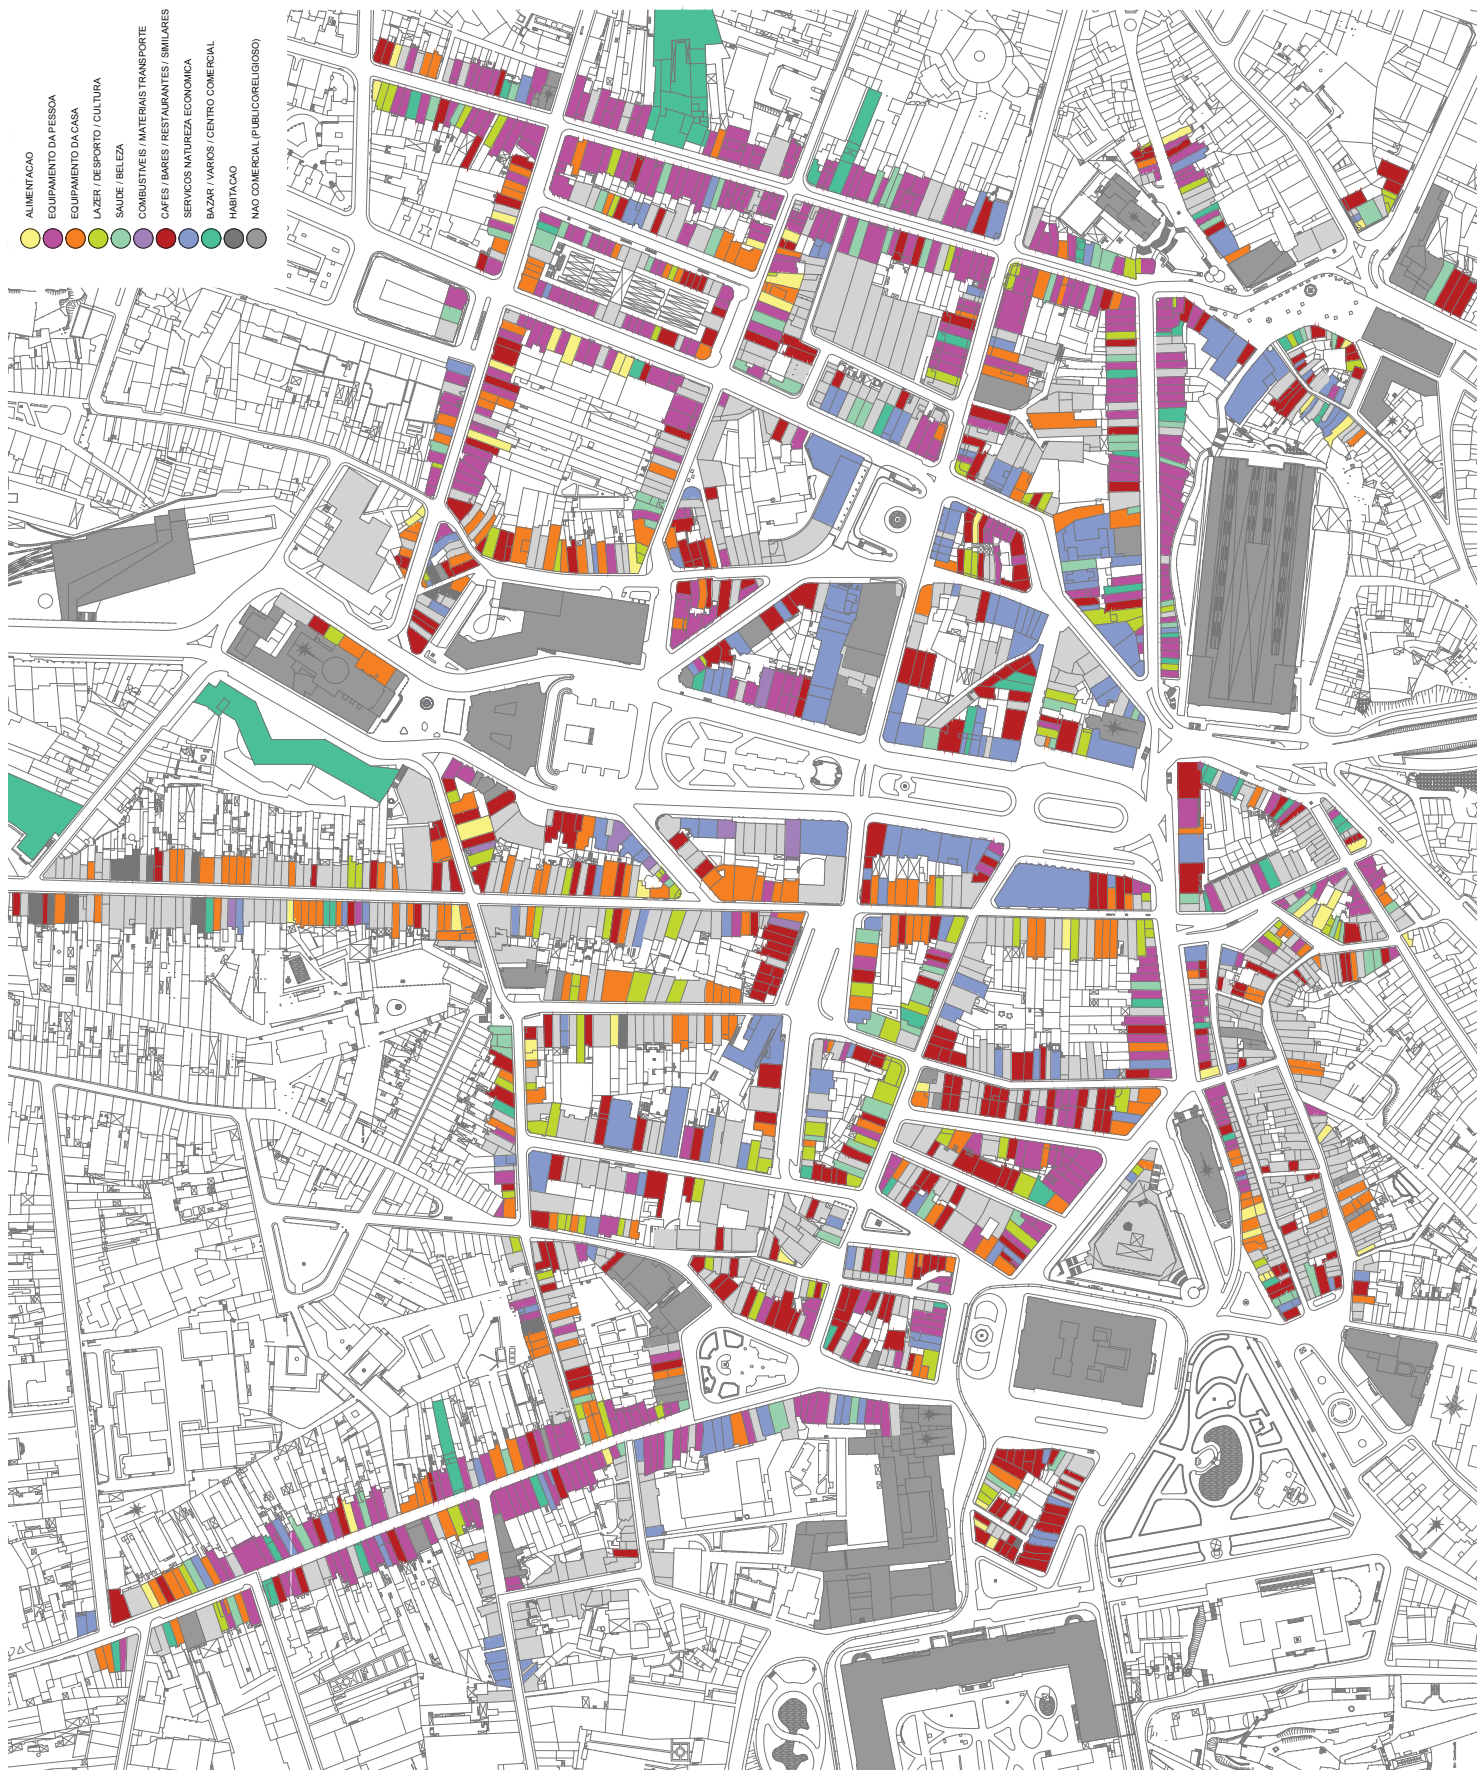 ALIMENTACAO
EQUIPAMENTO DA PESSOA
EQUIPAMENTO DA CASA
LAZER / DESPORTO / CULTURA
SAUDE / BELEZA
COMBUSTIVEIS / MATERIAIS TRANSPORTE
CAFES / BARES / RESTAURANTES / SIMILARES
SERVICOS NATUREZA ECONOMICA
BAZAR / VARIOS / CENTRO COMERCIAL
HABITACAO
NAO COMERCIAL (PUBLICO/RELIGIOSO)